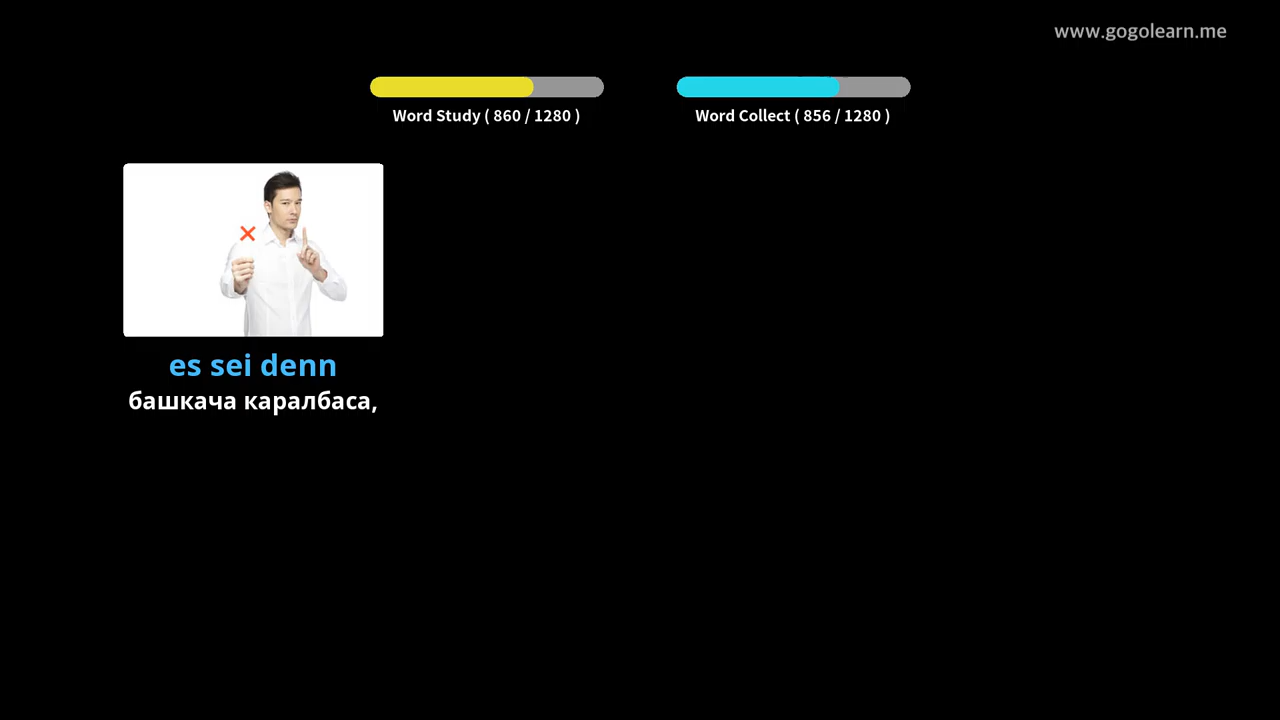 www.gogolearn.me
Word Study ( 860 / 1280 )
Word Collect ( 856 / 1280 )
es sei denn
башкача каралбаса,